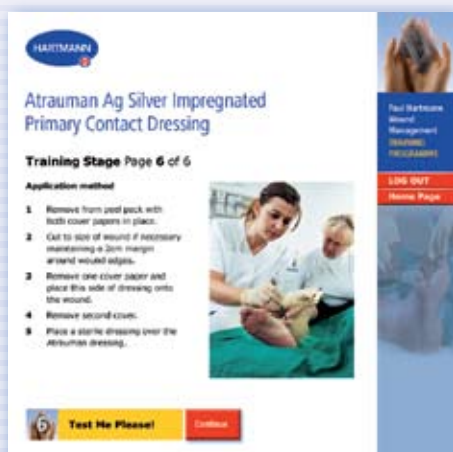 HARTMANN
Atrauman Ag Silver Impregnated
Primary Contact Dressing
Training Stage Page 6 of 6
Application method
1 Remove from peel pack with
both cover papers in place.
2 Cut to size of wound if necessary
maintaining a 2cm margin
around wound edges.
3 Remove one cover paper and
place this side of dressing onto
the wound.
4 Remove second cover.
5 Place a sterile dressing over the
Atrauman dressing.
6 Test Me Please!
Continue
Paul Hartmann
Wound
Management
TRAINING
PROGRAMME
LOG OUT
Home Page